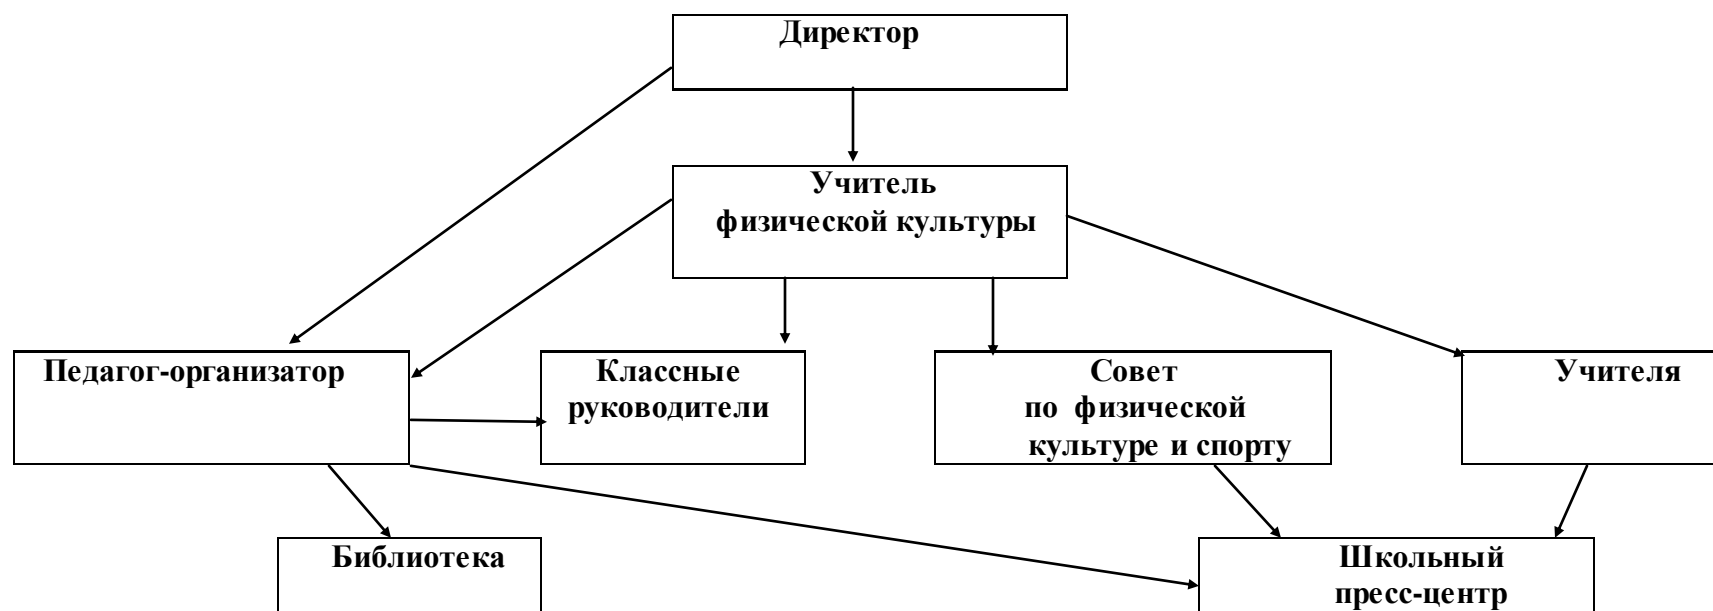 Директор
Учитель
физической культуры
Педагог-организатор
Классные
руководители
Совет
по физической
культуре и спорту
Учителя
Библиотека
Школьный
пресс-центр